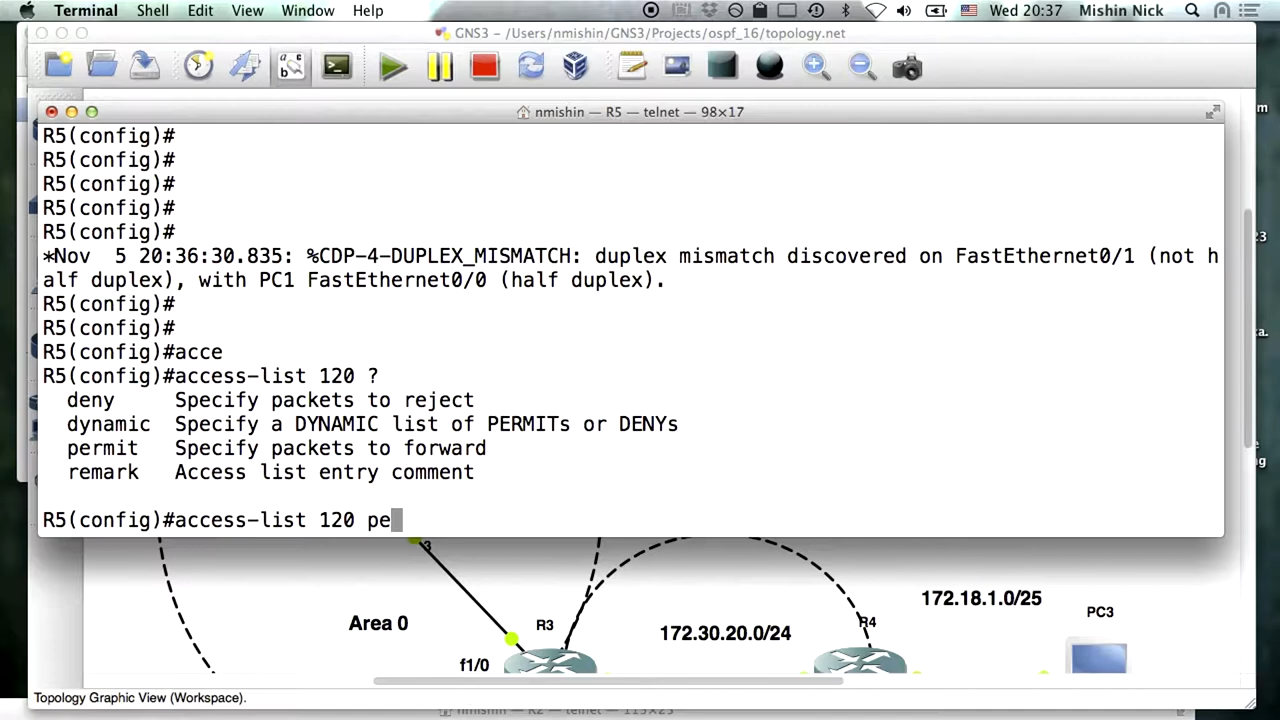 Terminal Shell Edit View Window Help Wed 20:37 Mishin Nick
GNS3 – /Users/nmishin/GNS3/Projects/ospf_16/topology.net
nmishin — R5 — telnet — 98×17
R5(config)#
R5(config)#
R5(config)#
R5(config)#
R5(config)#
*Nov  5 20:36:30.835: %CDP-4-DUPLEX_MISMATCH: duplex mismatch discovered on FastEthernet0/1 (not h
alf duplex), with PC1 FastEthernet0/0 (half duplex).
R5(config)#
R5(config)#
R5(config)#acce
R5(config)#access-list 120 ?
  deny     Specify packets to reject
  dynamic  Specify a DYNAMIC list of PERMITs or DENYs
  permit   Specify packets to forward
  remark   Access list entry comment
R5(config)#access-list 120 pe
3
172.18.1.0/25
PC3
Area 0
R3
172.30.20.0/24
R4
f1/0
Topology Graphic View (Workspace).
nmishin — R2 — telnet — 115×25